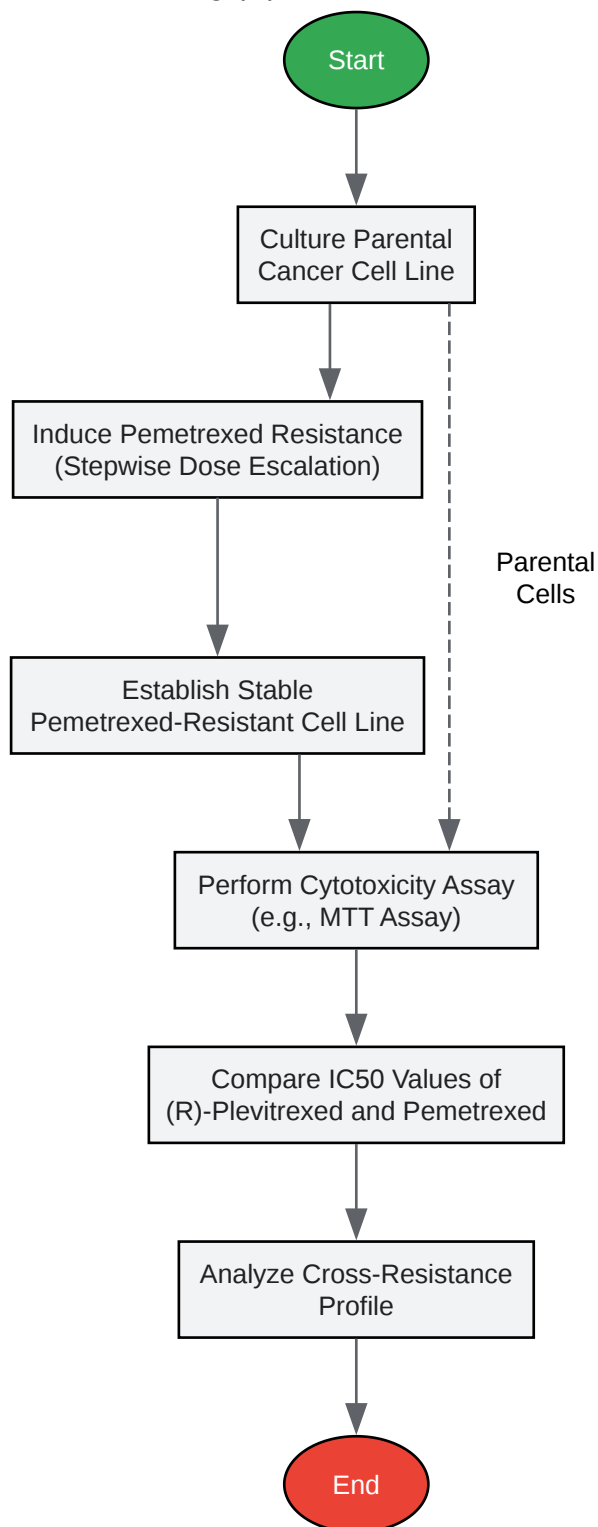 Start
Culture Parental
Cancer Cell Line
Induce Pemetrexed Resistance
(Stepwise Dose Escalation)
Parental
Cells
Establish Stable
Pemetrexed-Resistant Cell Line
Perform Cytotoxicity Assay
(e.g., MTT Assay)
Compare IC50 Values of
(R)-Plevitrexed and Pemetrexed
Analyze Cross-Resistance
Profile
End